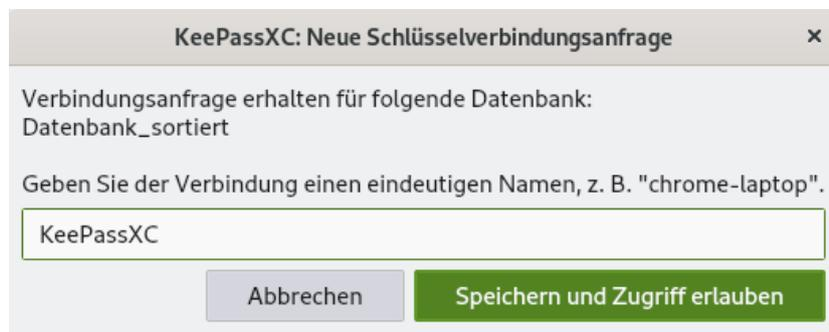 KeePassXC: Neue Schlüsselverbindungsanfrage
Verbindungsanfrage erhalten für folgende Datenbank:
Datenbank_sortiert
Geben Sie der Verbindung einen eindeutigen Namen, z. B. "chrome-laptop".
KeePassXC
Abbrechen
Speichern und Zugriff erlauben